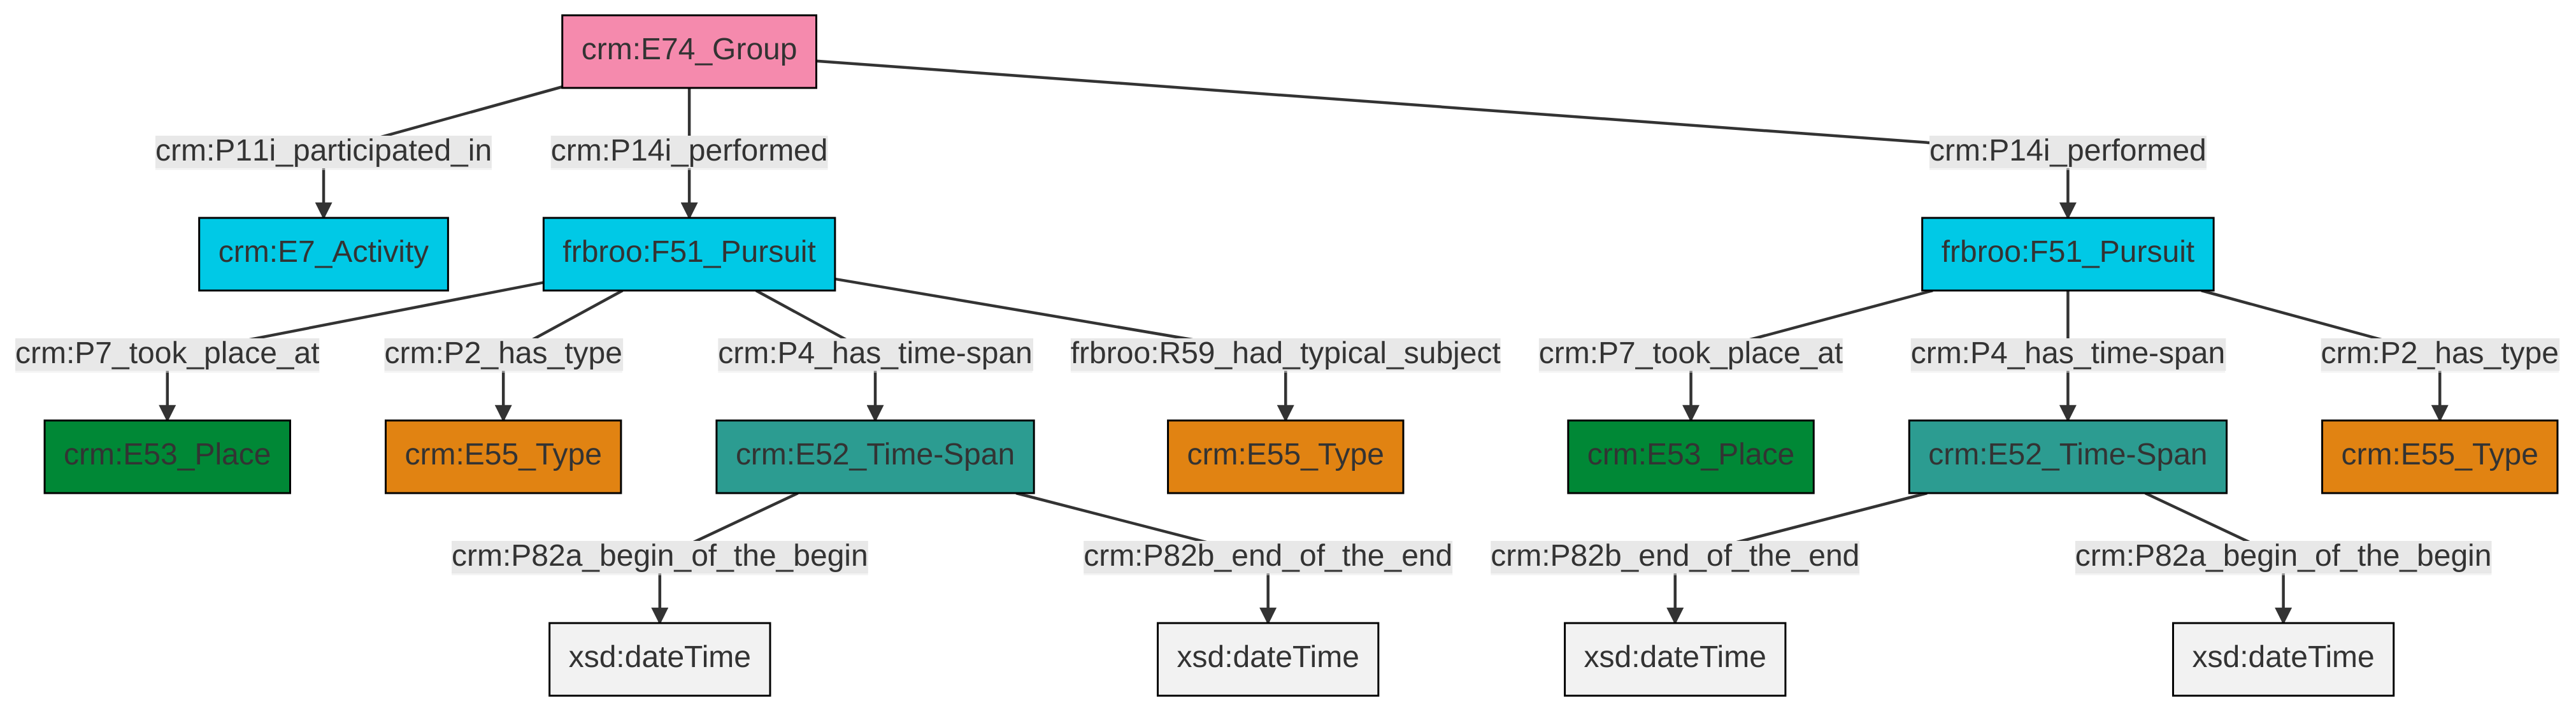 crm:E74_Group
crm:P11i_participated_in
crm:P14i_performed
crm:P14i_performed
crm:E7_Activity
frbroo:F51_Pursuit
frbroo:F51_Pursuit
crm:P7_took_place_at
crm:P2_has_type
crm:P4_has_time-span
frbroo:R59_had_typical_subject
crm:P7_took_place_at
crm:P4_has_time-span
crm:P2_has_type
crm:E53_Place
crm:E55_Type
crm:E52_Time-Span
crm:E55_Type
crm:E53_Place
crm:E52_Time-Span
crm:E55_Type
crm:P82a_begin_of_the_begin
crm:P82b_end_of_the_end
crm:P82b_end_of_the_end
crm:P82a_begin_of_the_begin
xsd:dateTime
xsd:dateTime
xsd:dateTime
xsd:dateTime